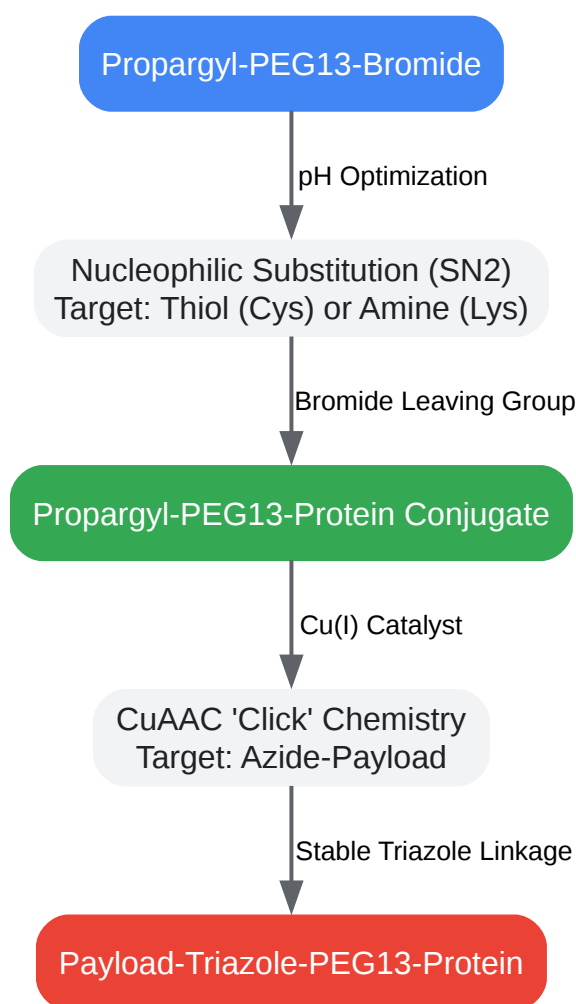 Propargyl-PEG13-Bromide
pH Optimization
Nucleophilic Substitution (SN2)
Target: Thiol (Cys) or Amine (Lys)
Bromide Leaving Group
Propargyl-PEG13-Protein Conjugate
Cu(I) Catalyst
CuAAC 'Click' Chemistry
Target: Azide-Payload
Stable Triazole Linkage
Payload-Triazole-PEG13-Protein